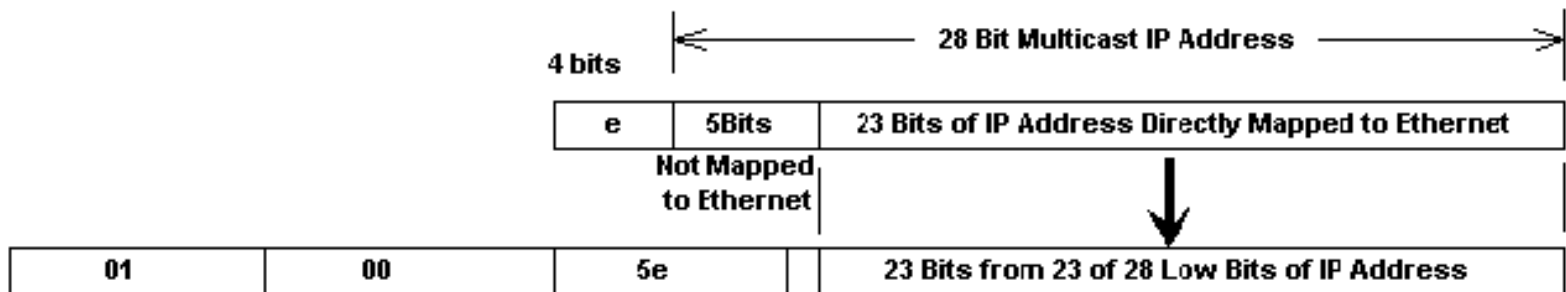 28 Bit Multicast IP Address
4 bits
e 5Bits 23 Bits of IP Address Directly Mapped to Ethernet
Not Mapped
to Ethernet
01 00 5e 23 Bits from 23 of 28 Low Bits of IP Address